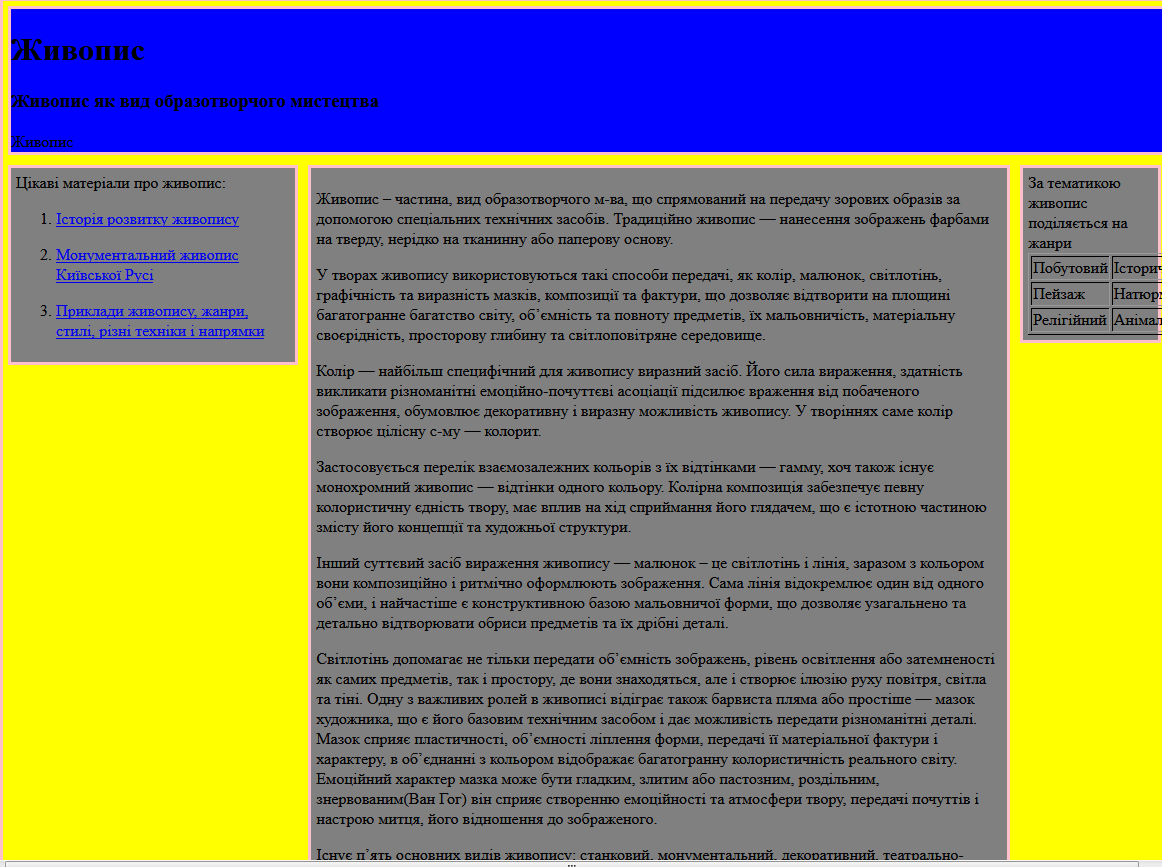 Живопис
Живопис як вид образотворчого мистецтва
Живопис
Цікаві матеріали про живопис:
1. Історія розвитку живопису
2. Монументальний живопис
Київської Русі
3. Приклади живопису, жанри,
стилі, різні техніки і напрямки
Живопис – частина, вид образотворчого м-ва, що спрямований на передачу зорових образів за
допомогою спеціальних технічних засобів. Традиційно живопис — нанесення зображень фарбами
на тверду, нерідко на тканинну або паперову основу.
У творах живопису використовуються такі способи передачі, як колір, малюнок, світлотінь,
графічність та виразність мазків, композиції та фактури, що дозволяє відтворити на площині
багатогранне багатство світу, об’ємність та повноту предметів, їх мальовничість, матеріальну
своєрідність, просторову глибину та світлоповітряне середовище.
Колір — найбільш специфічний для живопису виразний засіб. Його сила вираження, здатність
викликати різноманітні емоційно-почуттєві асоціації підсилює враження від побаченого
зображення, обумовлює декоративну і виразну можливість живопису. У творіннях саме колір
створює цілісну с-му — колорит.
Застосовується перелік взаємозалежних кольорів з їх відтінками — гамму, хоч також існує
монохромний живопис — відтінки одного кольору. Колірна композиція забезпечує певну
колористичну єдність твору, має вплив на хід сприймання його глядачем, що є істотною частиною
змісту його концепції та художньої структури.
Інший суттєвий засіб вираження живопису — малюнок – це світлотінь і лінія, заразом з кольором
вони композиційно і ритмічно оформлюють зображення. Сама лінія відокремлює один від одного
об’єми, і найчастіше є конструктивною базою мальовничої форми, що дозволяє узагальнено та
детально відтворювати обриси предметів та їх дрібні деталі.
Світлотінь допомагає не тільки передати об’ємність зображень, рівень освітлення або затемненості
як самих предметів, так і простору, де вони знаходяться, але і створює ілюзію руху повітря, світла
та тіні. Одну з важливих ролей в живописі відіграє також барвиста пляма або простіше — мазок
художника, що є його базовим технічним засобом і дає можливість передати різноманітні деталі.
Мазок сприяє пластичності, об’ємності ліплення форми, передачі її матеріальної фактури і
характеру, в об’єднанні з кольором відображає багатогранну колористичність реального світу.
Емоційний характер мазка може бути гладким, злитим або пастозним, роздільним,
знервованим(Ван Гог) він сприяє створенню емоційності та атмосфери твору, передачі почуттів і
настрою митця, його відношення до зображеного.
Існує п’ять основних видів живопису: станковий, монументальний, декоративний, театрально-
За тематикою
живопис
поділяється на
жанри
Побутовий Історич
Пейзаж Натюрм
Релігійний Анімал